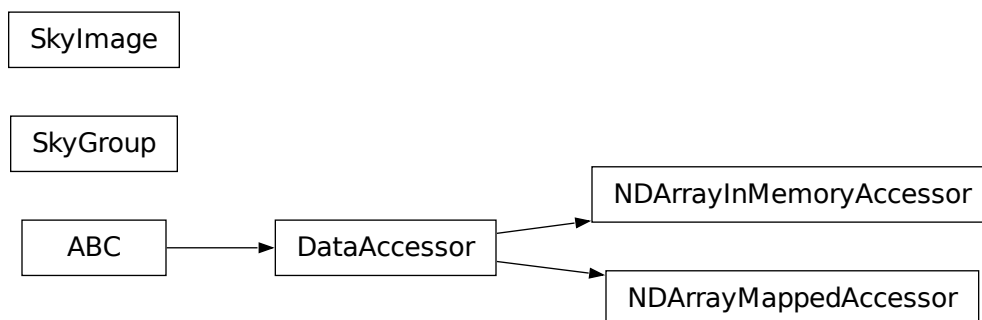 SkyImage
SkyGroup
ABC
DataAccessor
NDArrayInMemoryAccessor
NDArrayMappedAccessor